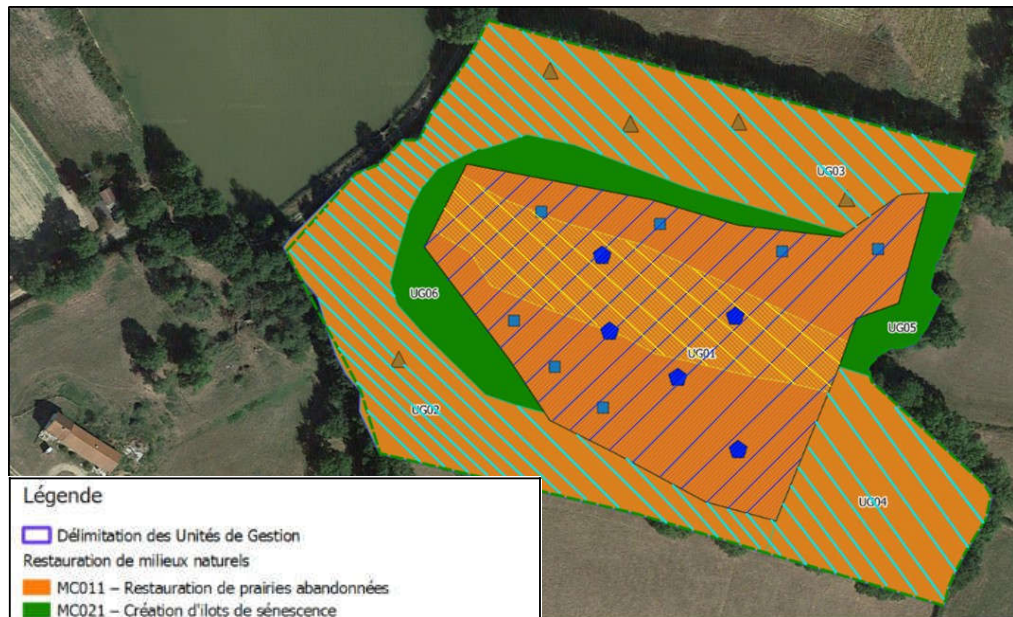 UG03
UG06
UG05
UG01
UG02
UG04
Légende
Délimitation des Unités de Gestion
Restauration de milieux naturels
MC011 – Restauration de prairies abandonnées
MC021 – Création d'ilots de sénescence